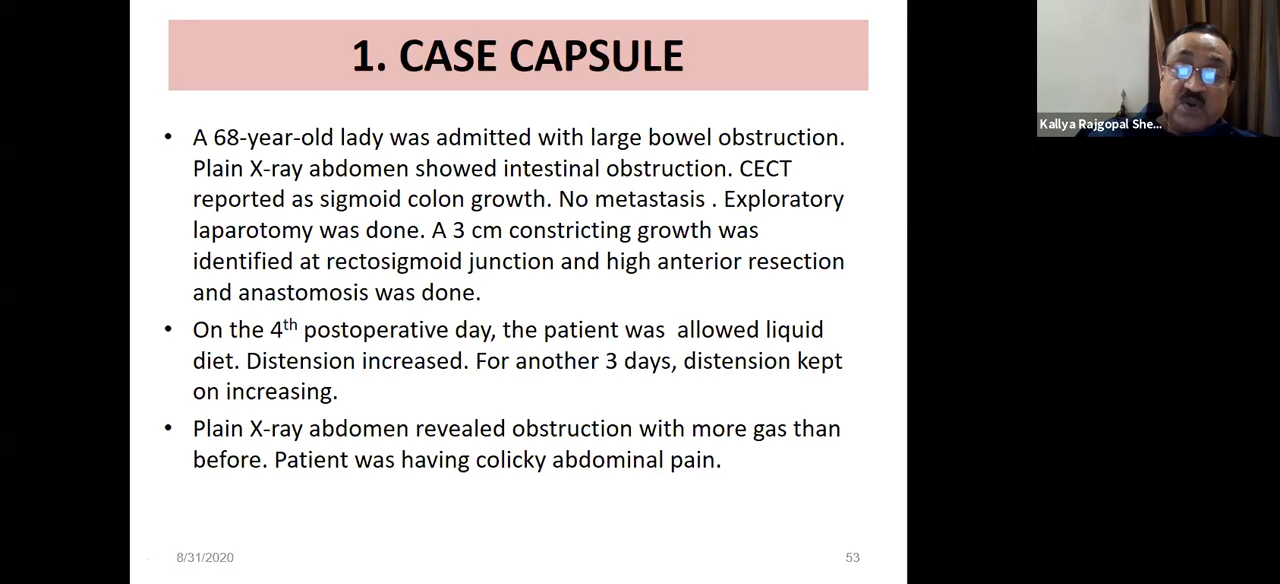 1. CASE CAPSULE
• A 68-year-old lady was admitted with large bowel obstruction.
Plain X-ray abdomen showed intestinal obstruction. CECT
reported as sigmoid colon growth. No metastasis . Exploratory
laparotomy was done. A 3 cm constricting growth was
identified at rectosigmoid junction and high anterior resection
and anastomosis was done.
• On the 4th postoperative day, the patient was  allowed liquid
diet. Distension increased. For another 3 days, distension kept
on increasing.
• Plain X-ray abdomen revealed obstruction with more gas than
before. Patient was having colicky abdominal pain.
8/31/2020
53
Kallya Rajgopal She...